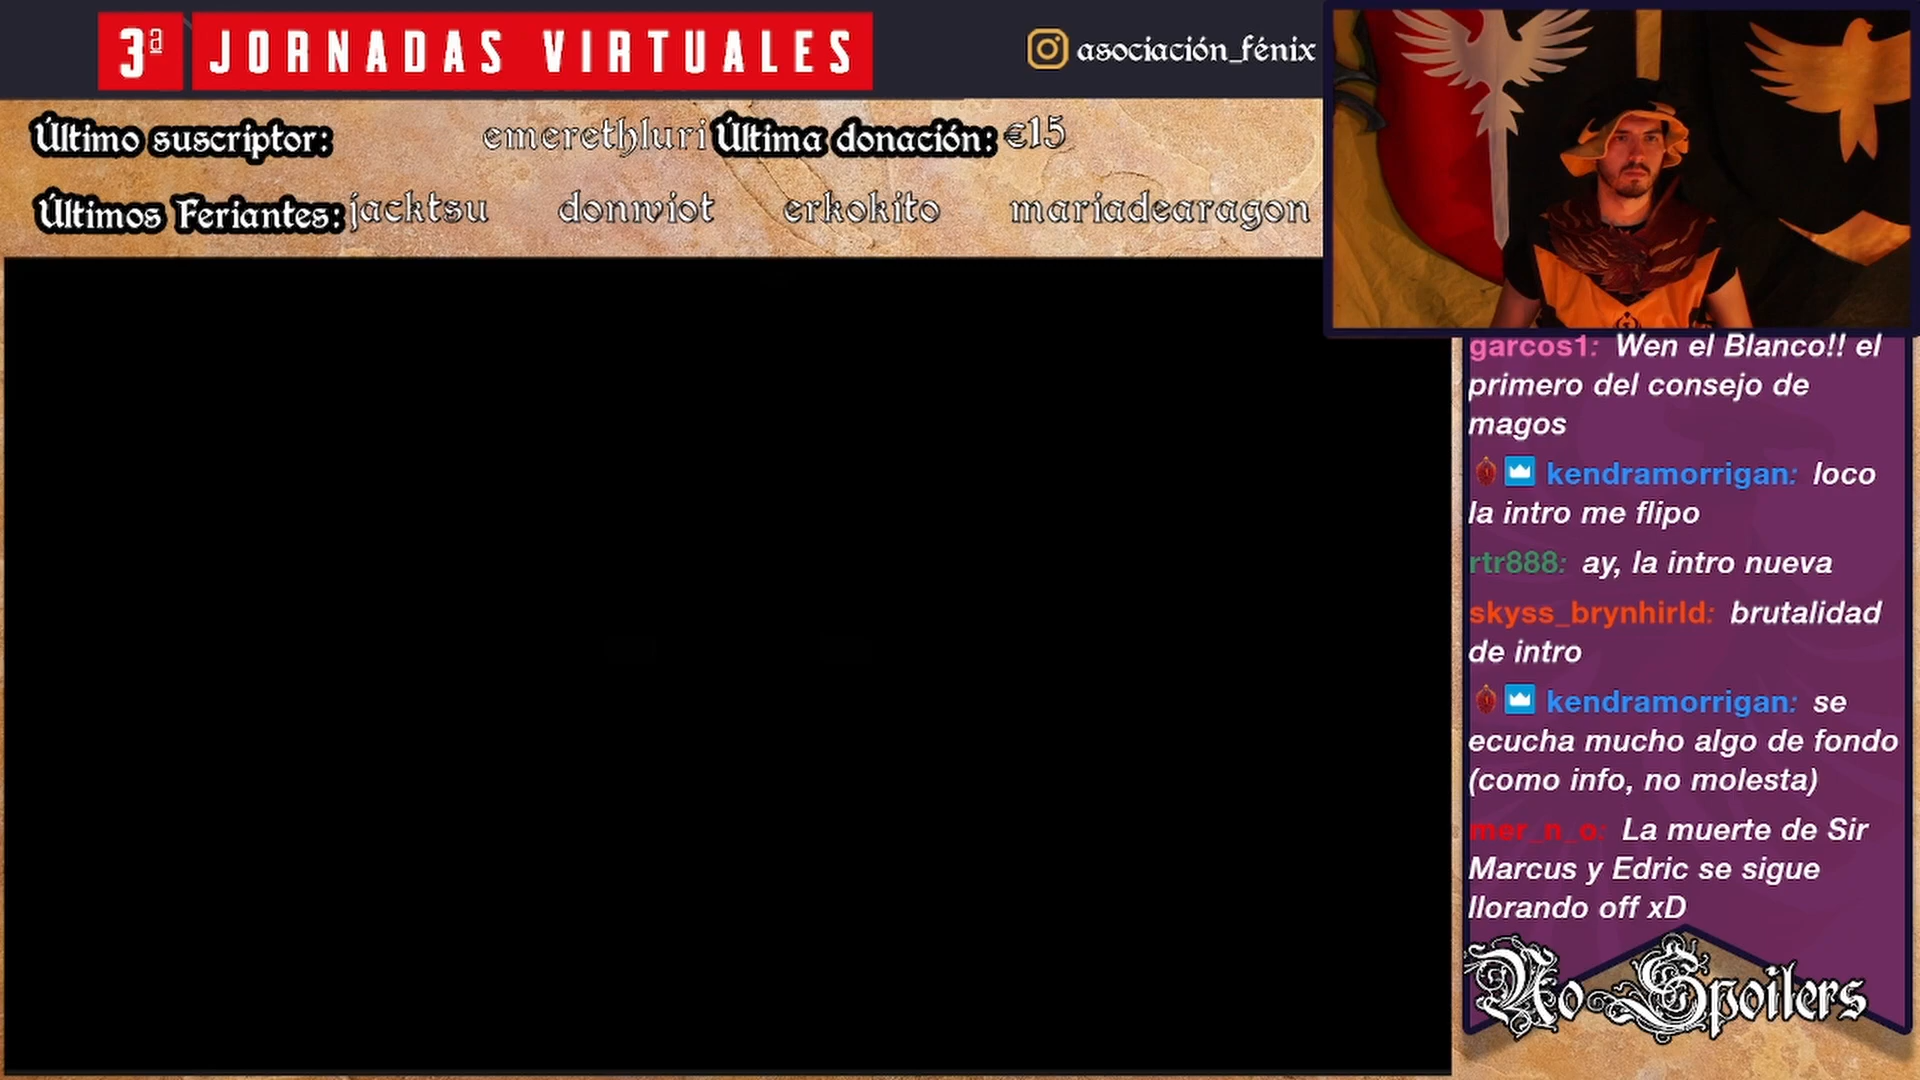 3ª JORNADAS VIRTUALES
asociación_fénix
Último suscriptor: emerethluri Última donación: €15
Últimos Feriantes: jacktsu donwiot erkokito mariadearagon
garcos1: Wen el Blanco!! el
primero del consejo de
magos
kendramorrigan: loco
la intro me flipo
rtr888: ay, la intro nueva
skyss_brynhirld: brutalidad
de intro
kendramorrigan: se
ecucha mucho algo de fondo
(como info, no molesta)
mer_n_o: La muerte de Sir
Marcus y Edric se sigue
llorando off xD
No Spoilers